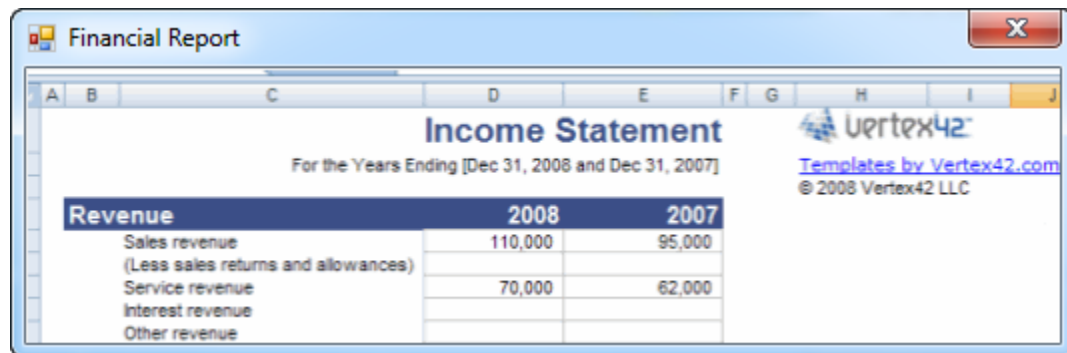 Financial Report
A B C D E F G H I J
Income Statement
vertex42™
For the Years Ending [Dec 31, 2008 and Dec 31, 2007]
Templates by Vertex42.com
© 2008 Vertex42 LLC
Revenue 2008 2007
Sales revenue 110,000 95,000
(Less sales returns and allowances)
Service revenue 70,000 62,000
Interest revenue
Other revenue